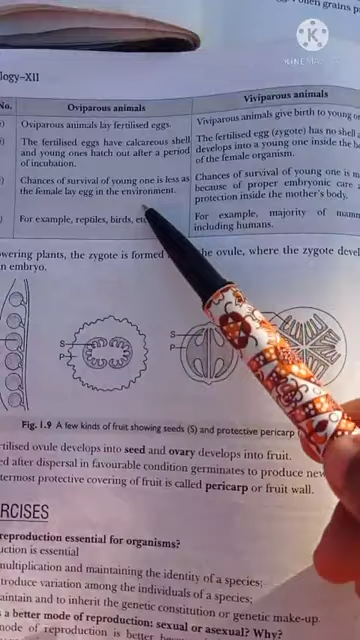 ology-XII
KINEMASTER
No. Oviparous animals Viviparous animals
Oviparous animals lay fertilised eggs. Viviparous animals give birth to young
The fertilised eggs have calcareous shell The fertilised egg (zygote) has no shell
and young ones hatch out after a period develops into a young one inside the
of incubation. of the female organism.
Chances of survival of young one is less as Chances of survival of young one is
the female lay egg in the environment. because of proper embryonic care
protection inside the mother's body.
For example, reptiles, birds, For example, majority of
including humans.
owering plants, the zygote is formed the ovule, where the zygote
n embryo.
S
P
S
P
Fig. 1.9 A few kinds of fruit showing seeds (S) and protective pericarp
rtilised ovule develops into seed and ovary develops into fruit.
ed after dispersal in favourable condition germinates to produce new
termost protective covering of fruit is called pericarp or fruit wall.
RCISES
reproduction essential for organisms?
uction is essential
multiplication and maintaining the identity of a species;
troduce variation among the individuals of a species;
aintain and to inherit the genetic constitution or genetic make-up.
s a better mode of reproduction: sexual or asexual? Why?
mode of reproduction is better